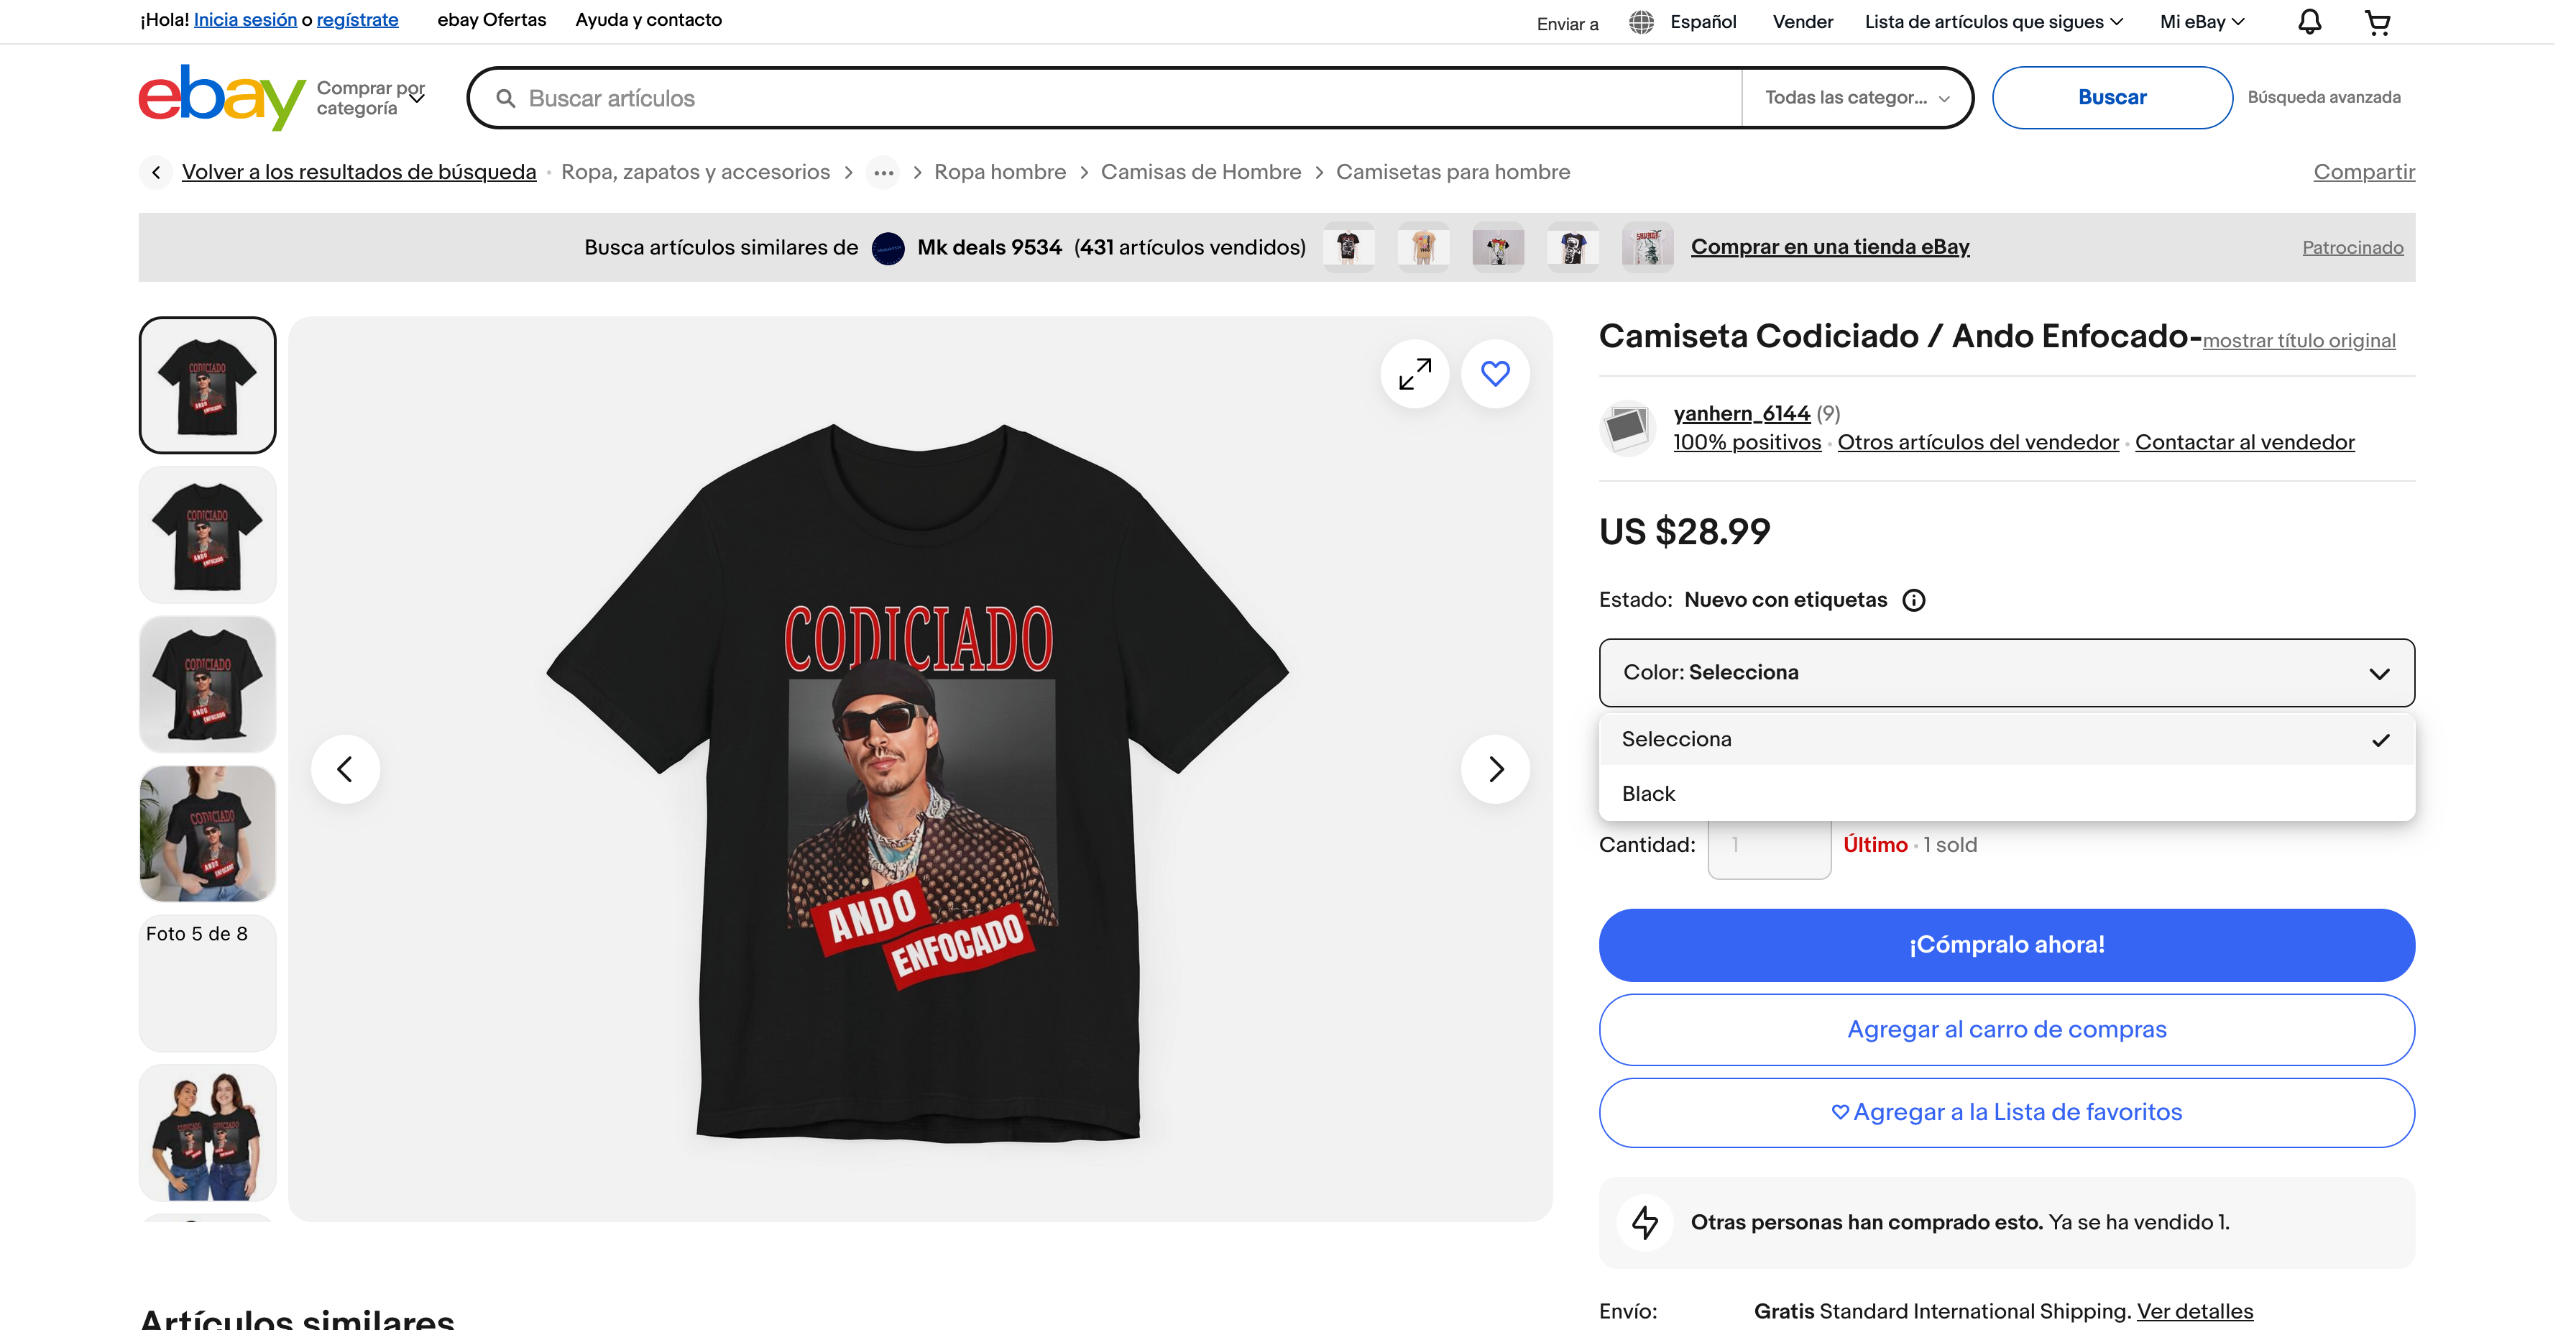 ¡Hola! Inicia sesión o regístrate
ebay Ofertas
Ayuda y contacto
Enviar a
Español
Vender
Lista de artículos que sigues
Mi eBay
ebay
Comprar por categoría
Buscar artículos
Todas las categor...
Buscar
Búsqueda avanzada
Volver a los resultados de búsqueda
Ropa, zapatos y accesorios
Ropa hombre
Camisas de Hombre
Camisetas para hombre
Compartir
Busca artículos similares de Mk deals 9534 (431 artículos vendidos)
Comprar en una tienda eBay
Patrocinado
CODICIADO
ANDO
ENFOCADO
Foto 5 de 8
Camiseta Codiciado / Ando Enfocado-mostrar título original
yanhern_6144 (9)
100% positivos · Otros artículos del vendedor · Contactar al vendedor
US $28.99
Estado: Nuevo con etiquetas
Color: Selecciona
Selecciona
Black
Cantidad: 1 Último · 1 sold
¡Cómpralo ahora!
Agregar al carro de compras
Agregar a la Lista de favoritos
Otras personas han comprado esto. Ya se ha vendido 1.
Envío: Gratis Standard International Shipping. Ver detalles
Artículos similares